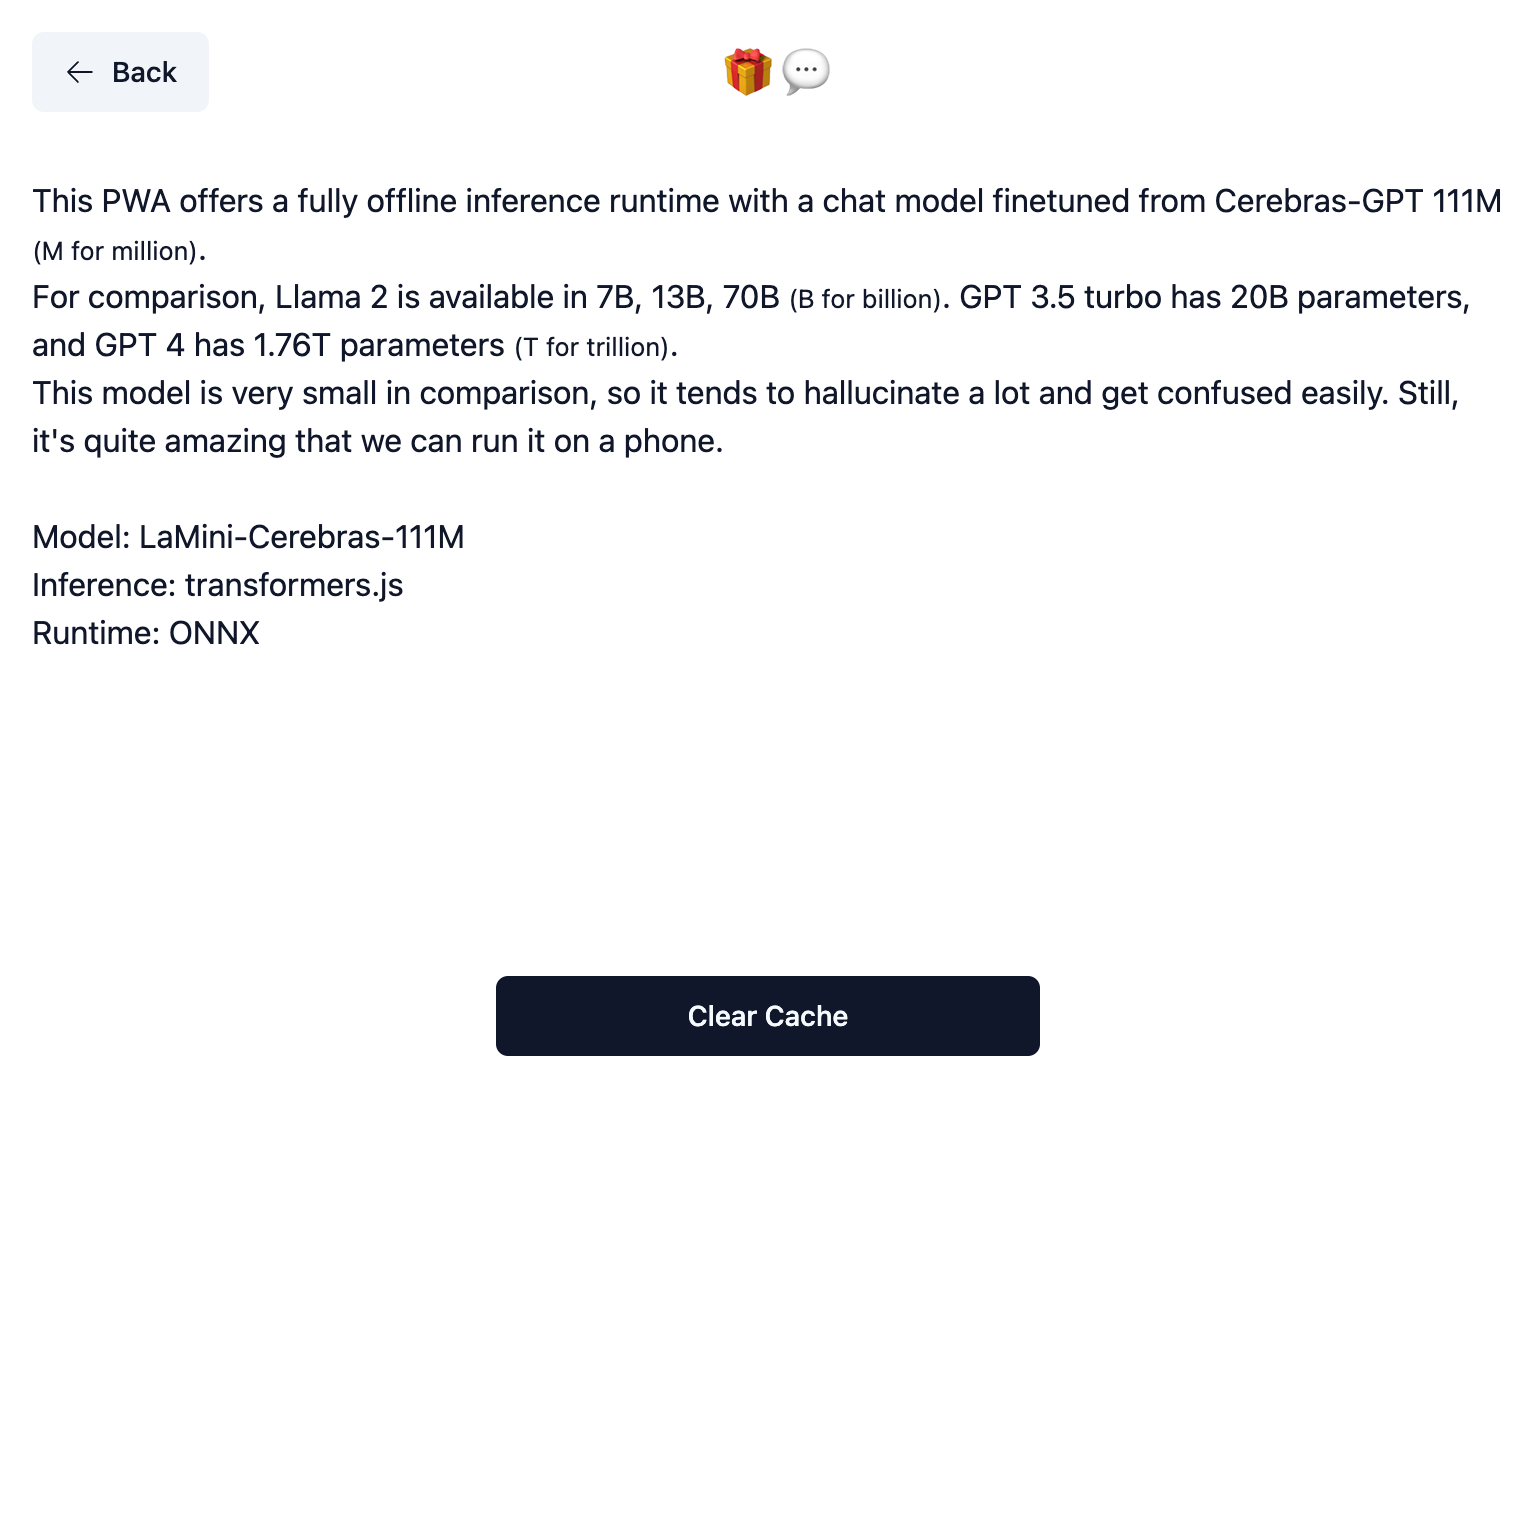 Back
This PWA offers a fully offline inference runtime with a chat model finetuned from Cerebras-GPT 111M
(M for million).
For comparison, Llama 2 is available in 7B, 13B, 70B (B for billion). GPT 3.5 turbo has 20B parameters,
and GPT 4 has 1.76T parameters (T for trillion).
This model is very small in comparison, so it tends to hallucinate a lot and get confused easily. Still,
it's quite amazing that we can run it on a phone.
Model: LaMini-Cerebras-111M
Inference: transformers.js
Runtime: ONNX
Clear Cache